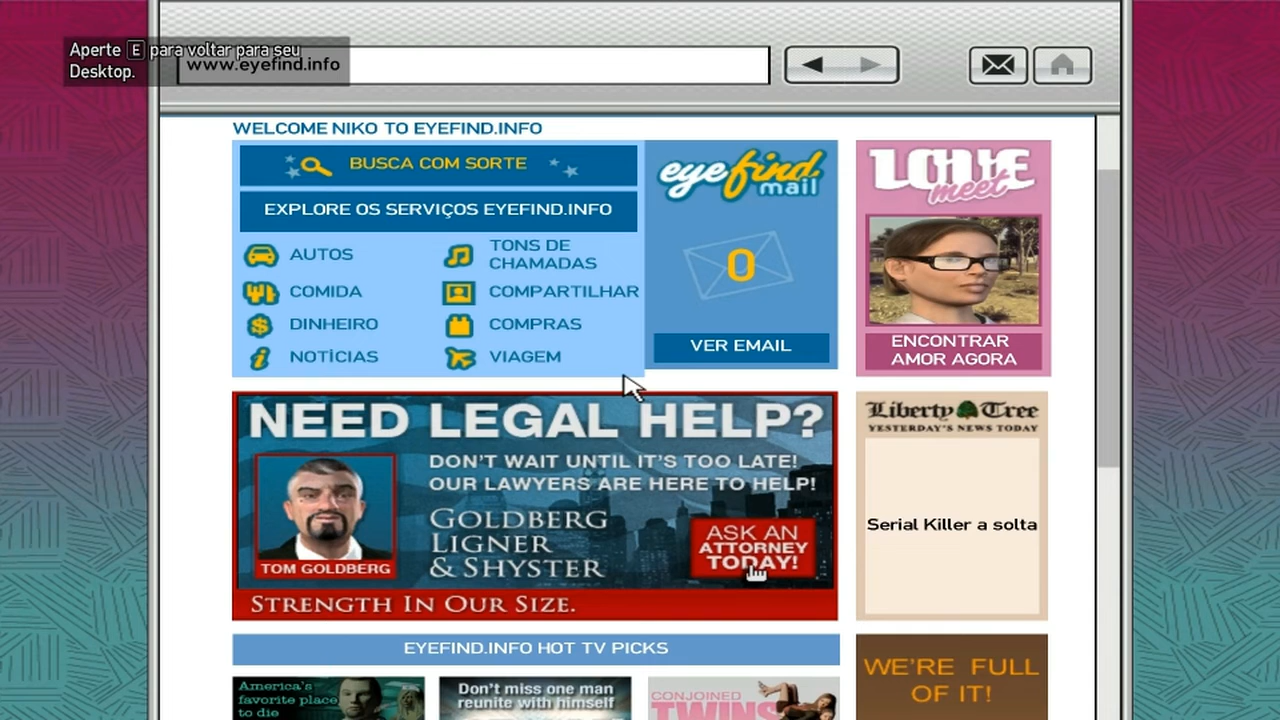 Aperte E para voltar para seu
Desktop.
www.eyefind.info
WELCOME NIKO TO EYEFIND.INFO
BUSCA COM SORTE
EXPLORE OS SERVIÇOS EYEFIND.INFO
AUTOS
TONS DE
CHAMADAS
COMIDA
COMPARTILHAR
DINHEIRO
COMPRAS
NOTÌCIAS
VIAGEM
eyefind
mail
0
VER EMAIL
LOVE
meet
ENCONTRAR
AMOR AGORA
NEED LEGAL HELP?
DON'T WAIT UNTIL IT'S TOO LATE!
OUR LAWYERS ARE HERE TO HELP!
GOLDBERG
LIGNER
& SHYSTER
ASK AN
ATTORNEY
TODAY!
TOM GOLDBERG
STRENGTH IN OUR SIZE.
Liberty Tree
YESTERDAY'S NEWS TODAY
Serial Killer a solta
EYEFIND.INFO HOT TV PICKS
America's
favorite place
to die
Don't miss one man
reunite with himself
CONJOINED
TWINS
WE'RE FULL
OF IT!